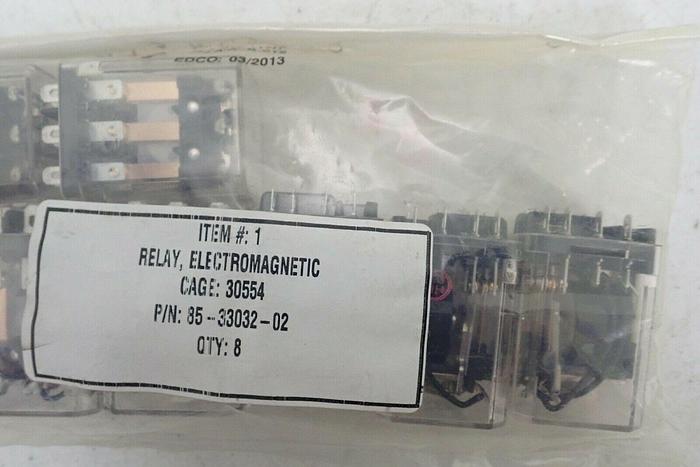 EDCO: 03/2013
ITEM #: 1
RELAY, ELECTROMAGNETIC
CAGE: 30554
P/N: 85-33032-02
QTY: 8